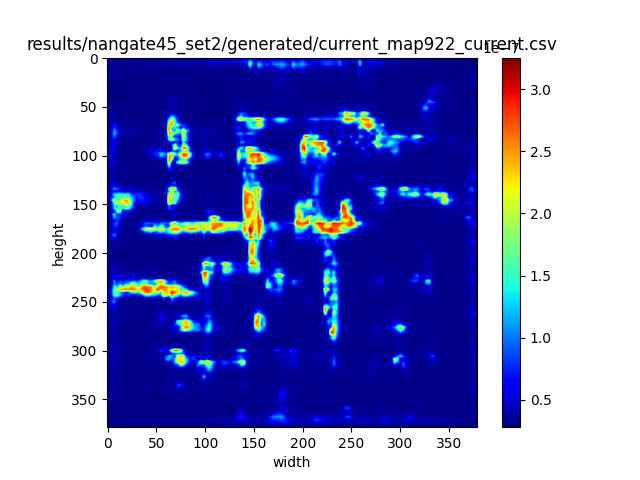 results/nangate45_set2/generated/current_map922_current.csv
1e−7
0
50
100
150
200
250
300
350
height
0 50 100 150 200 250 300 350
width
3.0
2.5
2.0
1.5
1.0
0.5